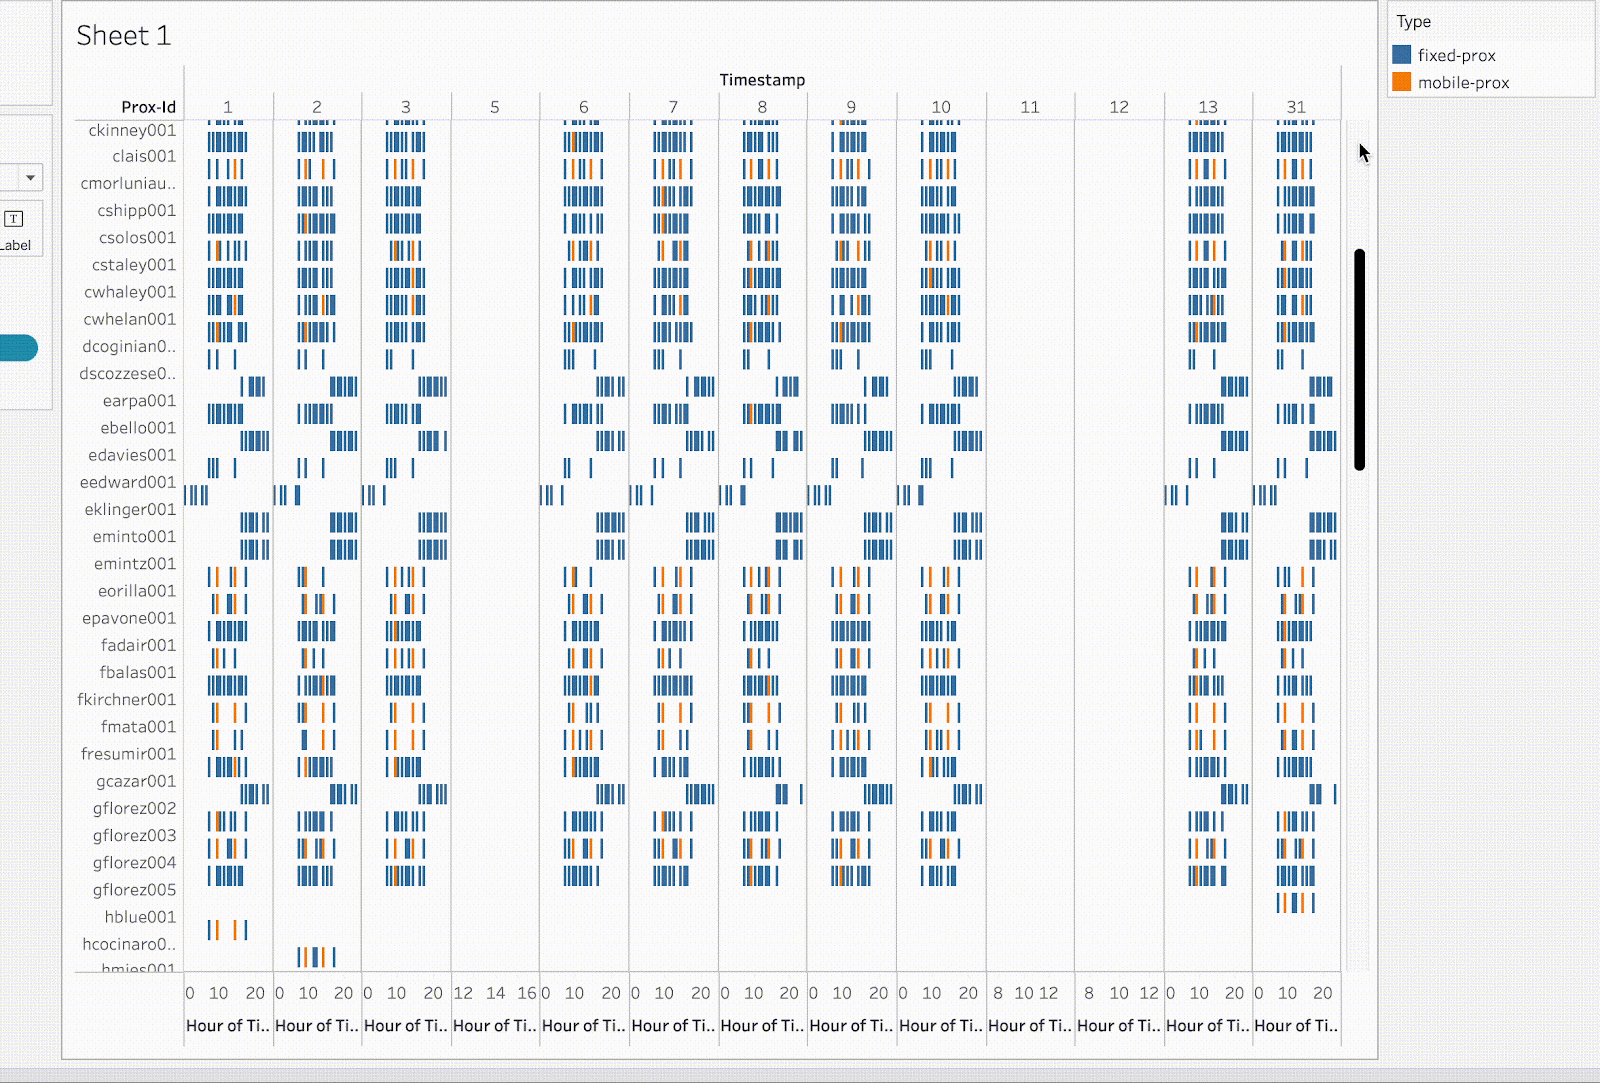 Sheet 1
Type
fixed-prox
mobile-prox
Timestamp
Prox-Id 1 2 3 5 6 7 8 9 10 11 12 13 31
ckinney001
clais001
cmorluniau..
cshipp001
csolos001
cstaley001
cwhaley001
cwhelan001
dcoginian0..
dscozzese0..
earpa001
ebello001
edavies001
eedward001
eklinger001
eminto001
emintz001
eorilla001
epavone001
fadair001
fbalas001
fkirchner001
fmata001
fresumir001
gcazar001
gflorez002
gflorez003
gflorez004
gflorez005
hblue001
hcocinaro0..
hmies001
T
Label
0 10 20 0 10 20 0 10 20 12 14 16 0 10 20 0 10 20 0 10 20 0 10 20 0 10 20 8 10 12 8 10 12 0 10 20 0 10 20
Hour of Ti.. Hour of Ti.. Hour of Ti.. Hour of Ti.. Hour of Ti.. Hour of Ti.. Hour of Ti.. Hour of Ti.. Hour of Ti.. Hour of Ti.. Hour of Ti.. Hour of Ti.. Hour of Ti..